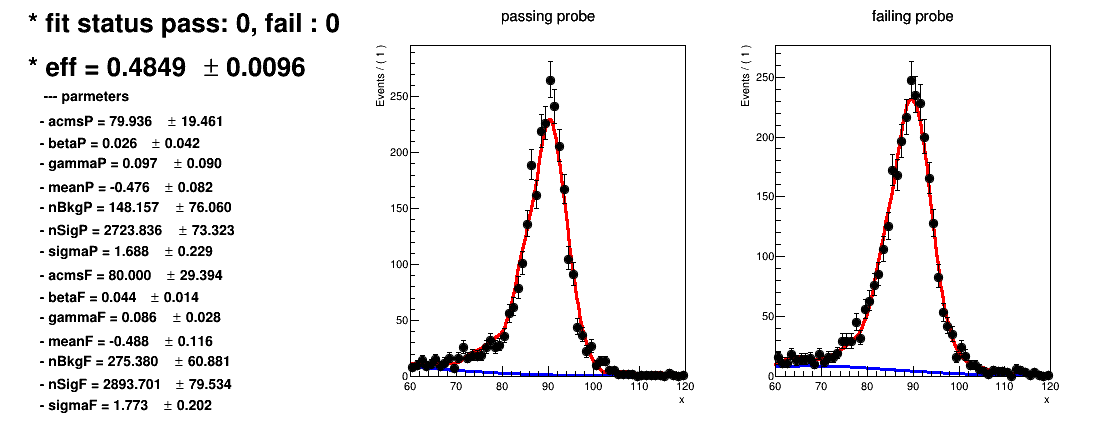 * fit status pass: 0, fail : 0
* eff = 0.4849 ± 0.0096
--- parmeters
- acmsP = 79.936 ± 19.461
- betaP = 0.026 ± 0.042
- gammaP = 0.097 ± 0.090
- meanP = -0.476 ± 0.082
- nBkgP = 148.157 ± 76.060
- nSigP = 2723.836 ± 73.323
- sigmaP = 1.688 ± 0.229
- acmsF = 80.000 ± 29.394
- betaF = 0.044 ± 0.014
- gammaF = 0.086 ± 0.028
- meanF = -0.488 ± 0.116
- nBkgF = 275.380 ± 60.881
- nSigF = 2893.701 ± 79.534
- sigmaF = 1.773 ± 0.202
passing probe
Events / ( 1 )
250
200
150
100
50
0
60 70 80 90 100 110 120
x
failing probe
Events / ( 1 )
250
200
150
100
50
0
60 70 80 90 100 110 120
x